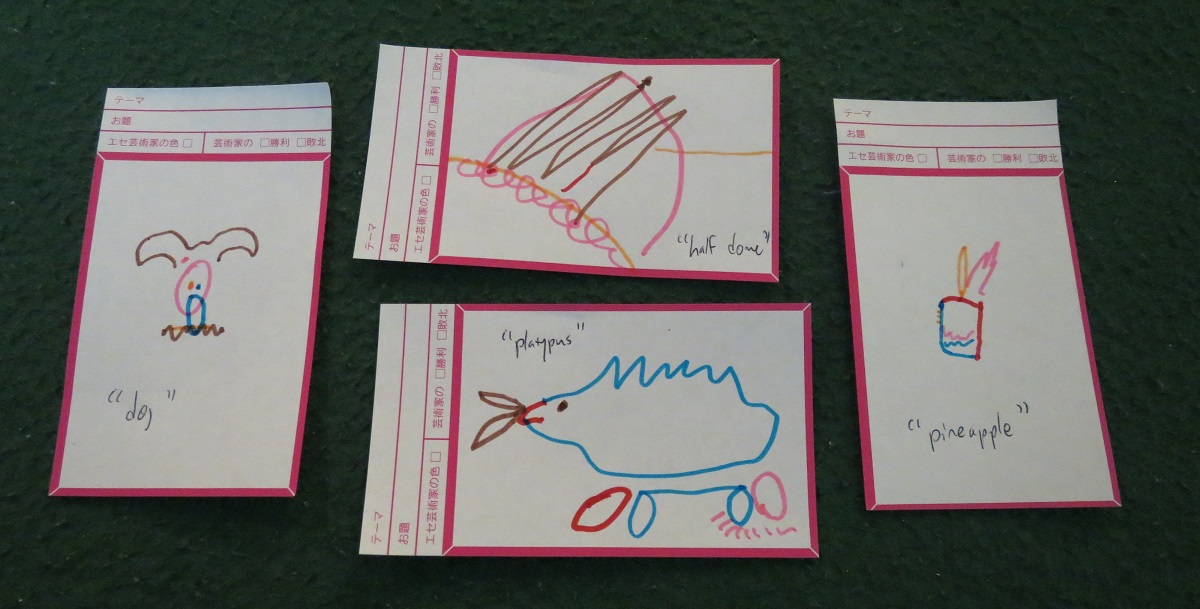 テーマ
お題
エセ芸術家の色 □ 芸術家の □勝利 □敗北
"dog"
テーマ
お題
エセ芸術家の色 □ 芸術家の □勝利 □敗北
"half dome"
テーマ
お題
エセ芸術家の色 □ 芸術家の □勝利 □敗北
"platypus"
テーマ
お題
エセ芸術家の色 □ 芸術家の □勝利 □敗北
"pineapple"